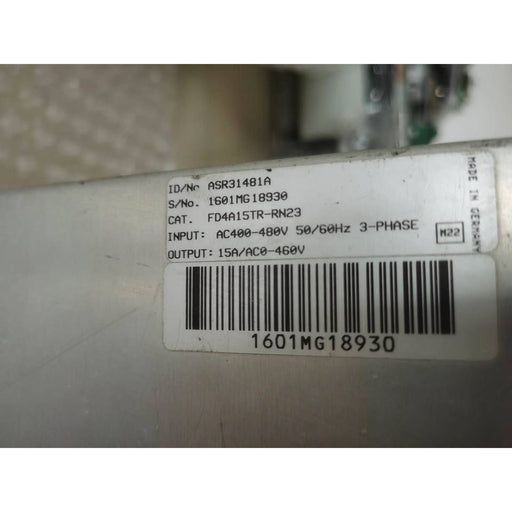 ID/No ASR31481A
S/No. 1601MG18930
CAT. FD4A15TR-RN23
INPUT: AC400-480V 50/60Hz 3-PHASE
OUTPUT: 15A/AC0-460V
M22
MADE IN GERMANY
1601MG18930